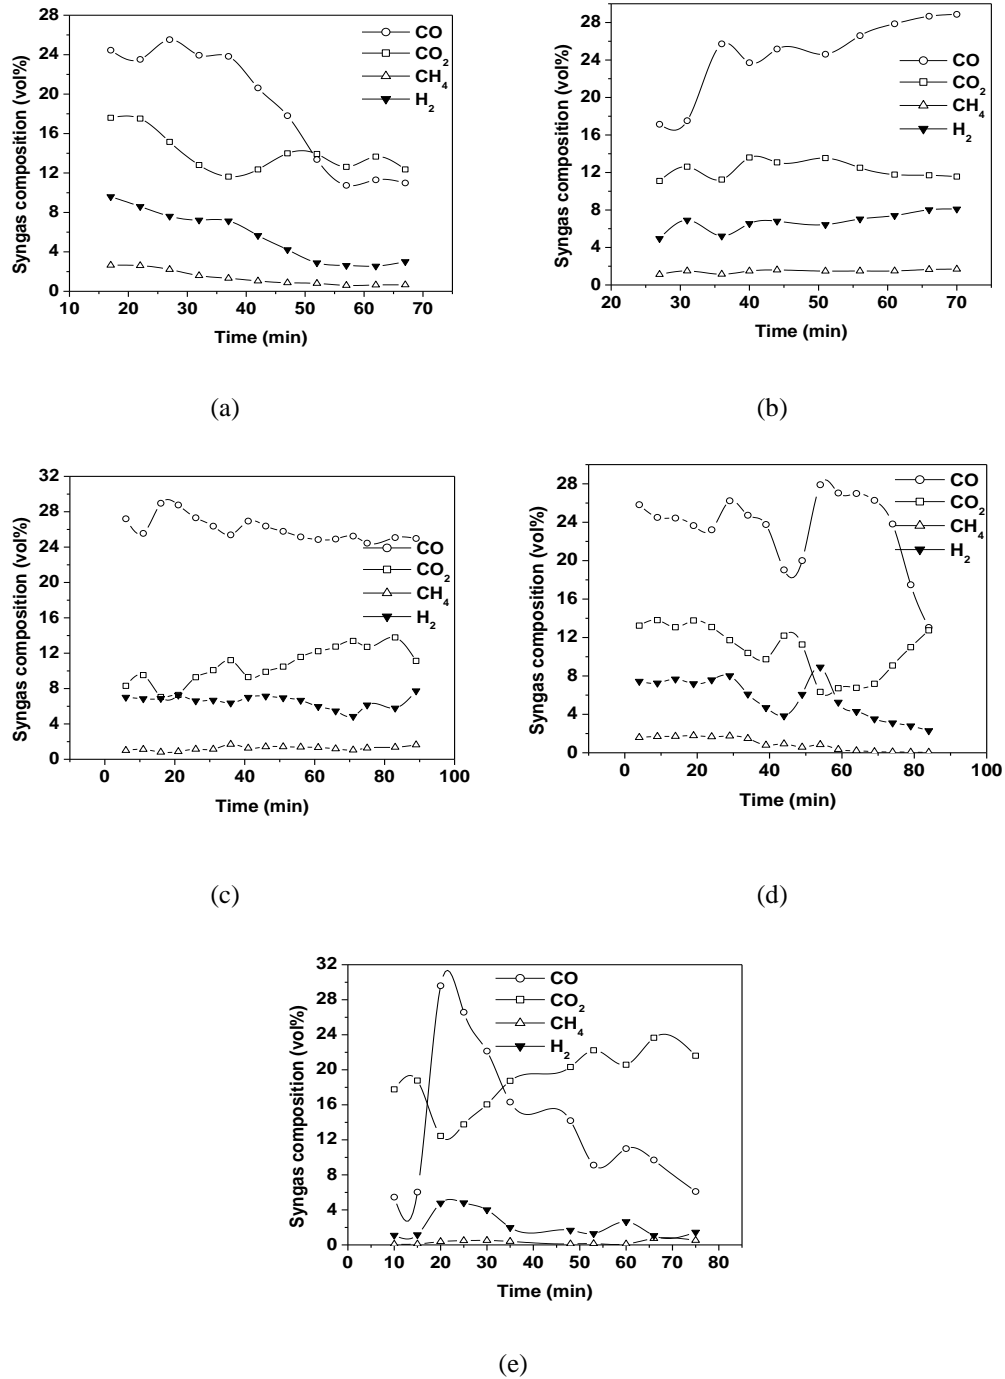 28
24
20
16
12
8
4
0
Syngas composition (vol%)
CO
CO2
CH4
H2
10 20 30 40 50 60 70
Time (min)
(a)
28
24
20
16
12
8
4
0
Syngas composition (vol%)
CO
CO2
CH4
H2
20 30 40 50 60 70
Time (min)
(b)
32
28
24
20
16
12
8
4
0
Syngas composition (vol%)
CO
CO2
CH4
H2
0 20 40 60 80 100
Time (min)
(c)
28
24
20
16
12
8
4
0
Syngas composition (vol%)
CO
CO2
CH4
H2
0 20 40 60 80 100
Time (min)
(d)
32
28
24
20
16
12
8
4
0
Syngas composition (vol%)
CO
CO2
CH4
H2
0 10 20 30 40 50 60 70 80
Time (min)
(e)